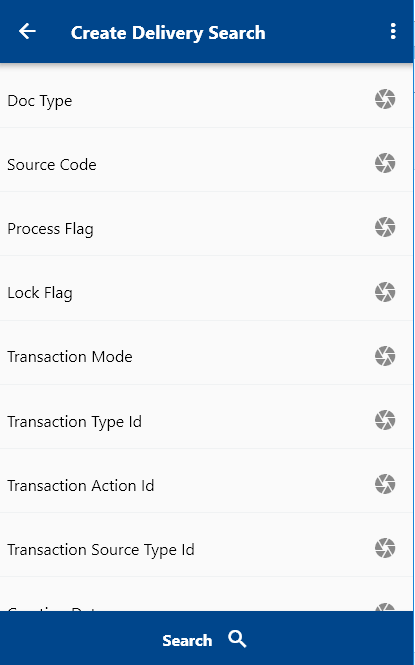 Create Delivery Search
Doc Type
Source Code
Process Flag
Lock Flag
Transaction Mode
Transaction Type Id
Transaction Action Id
Transaction Source Type Id
Search